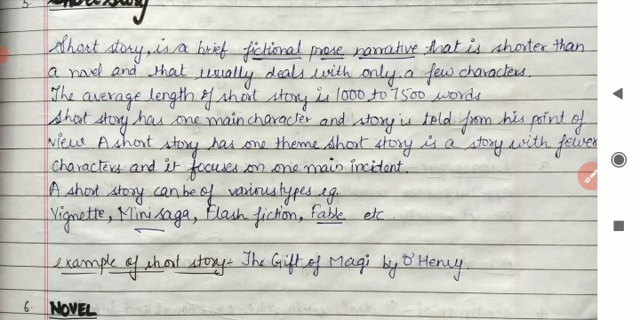 5. Short story
Short story, is a brief fictional prose narrative that is shorter than
a novel and that usually deals with only a few characters.
The average length of short story is 1000 to 7500 words
Short story has one main character and story is told from his point of
view A short story has one theme short story is a story with fewer
characters and it focuses on one main incident.
A short story can be of various types eg.
Vignette, Mini saga, Flash fiction, Fable etc
example of short story- The Gift of Magi by O'Henry.
6. NOVEL